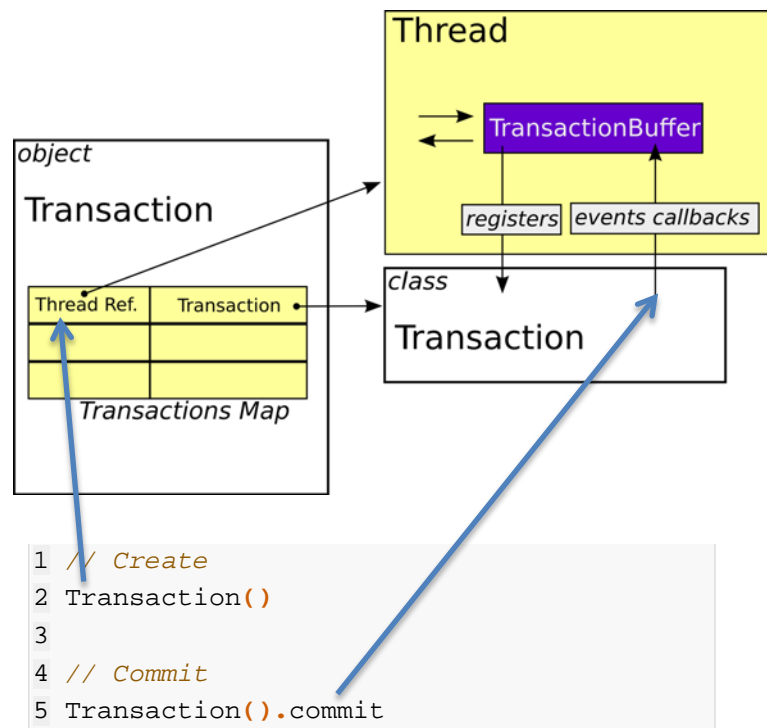 Thread
TransactionBuffer
registers
events callbacks
object
Transaction
Thread Ref.
Transaction
Transactions Map
class
Transaction
1 // Create
2 Transaction()
3
4 // Commit
5 Transaction().commit